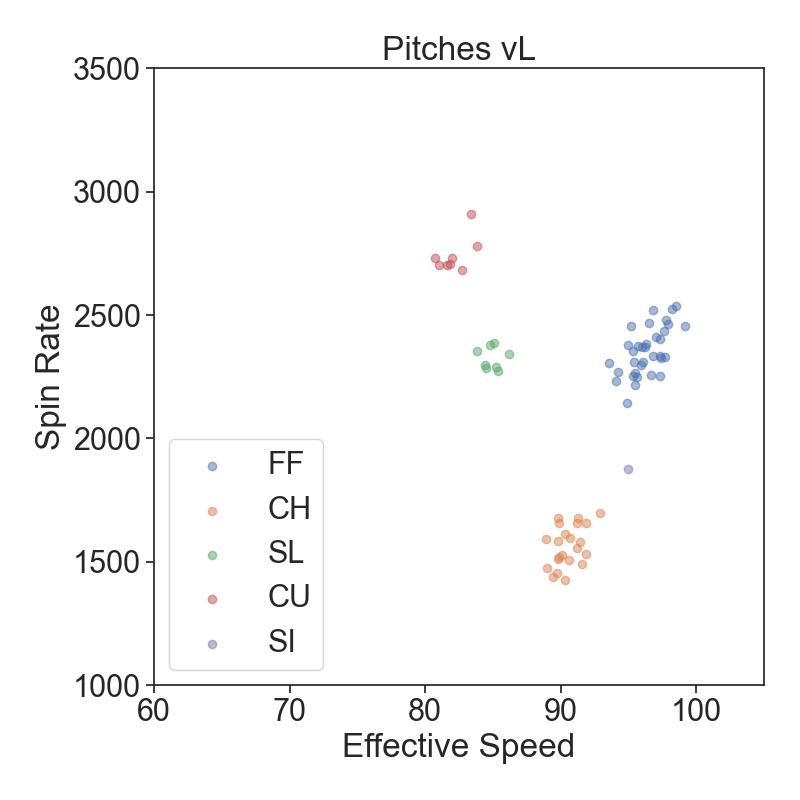 Pitches vL
3500
3000
2500
2000
1500
1000
Spin Rate
FF
CH
SL
CU
SI
60 70 80 90 100
Effective Speed